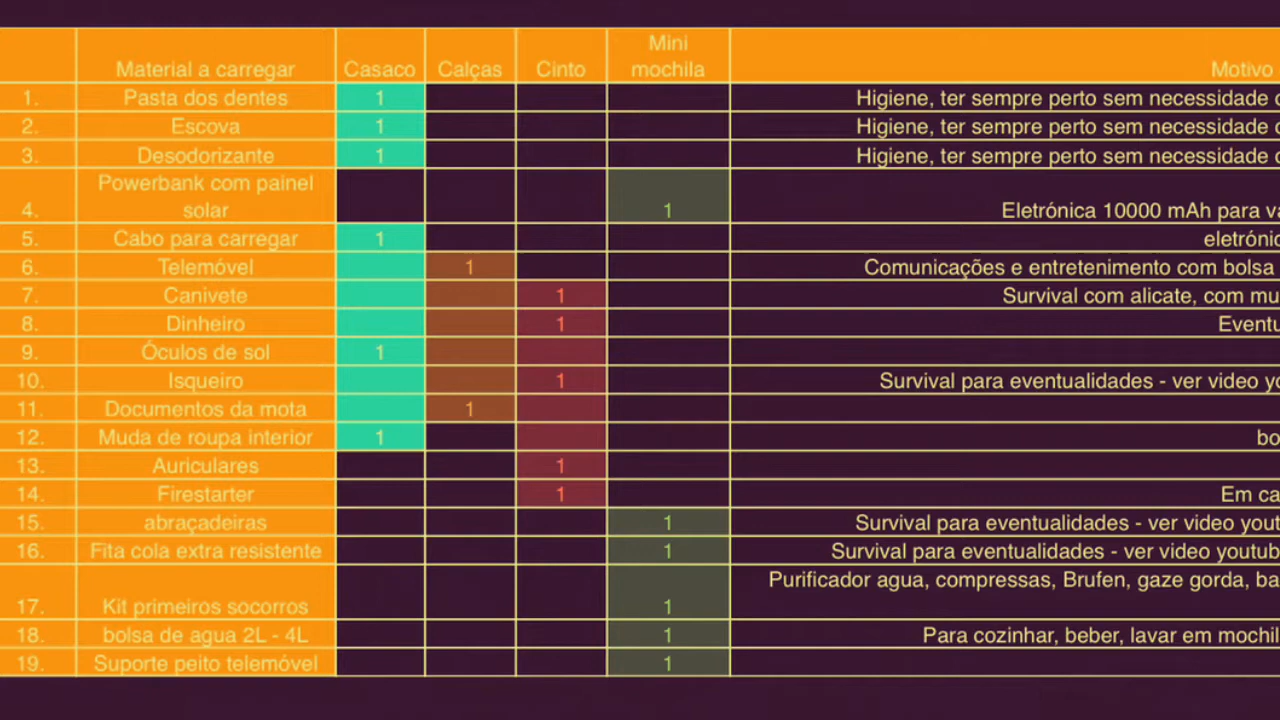 Material a carregar Casaco Calças Cinto Mini mochila Motivo
1. Pasta dos dentes 1 Higiene, ter sempre perto sem necessidade
2. Escova 1 Higiene, ter sempre perto sem necessidade
3. Desodorizante 1 Higiene, ter sempre perto sem necessidade
4. Powerbank com painel solar 1 Eletrónica 10000 mAh para
5. Cabo para carregar 1
6. Telemóvel 1 Comunicações e entretenimento com bolsa
7. Canivete 1 Survival com alicate, com
8. Dinheiro 1
9. Óculos de sol 1
10. Isqueiro 1 Survival para eventualidades - ver video
11. Documentos da mota 1
12. Muda de roupa interior 1
13. Auriculares 1
14. Firestarter 1 Em
15. abraçadeiras 1 Survival para eventualidades - ver video
16. Fita cola extra resistente 1 Survival para eventualidades - ver video
17. Kit primeiros socorros 1 Purificador agua, compressas, Brufen, gaze gorda,
18. bolsa de agua 2L - 4L 1 Para cozinhar, beber, lavar em
19. Suporte peito telemóvel 1